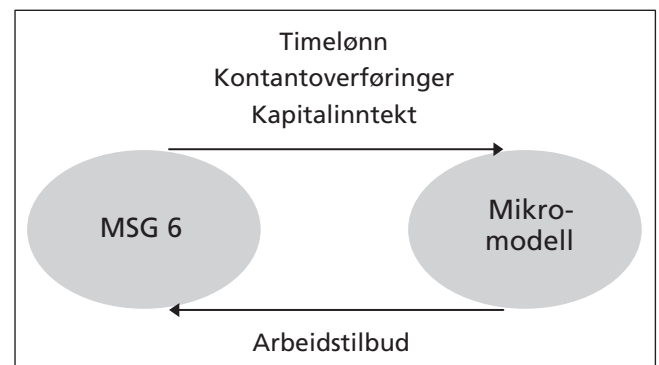 Timelønn
Kontantoverføringer
Kapitalinntekt
MSG 6
Mikro-
modell
Arbeidstilbud